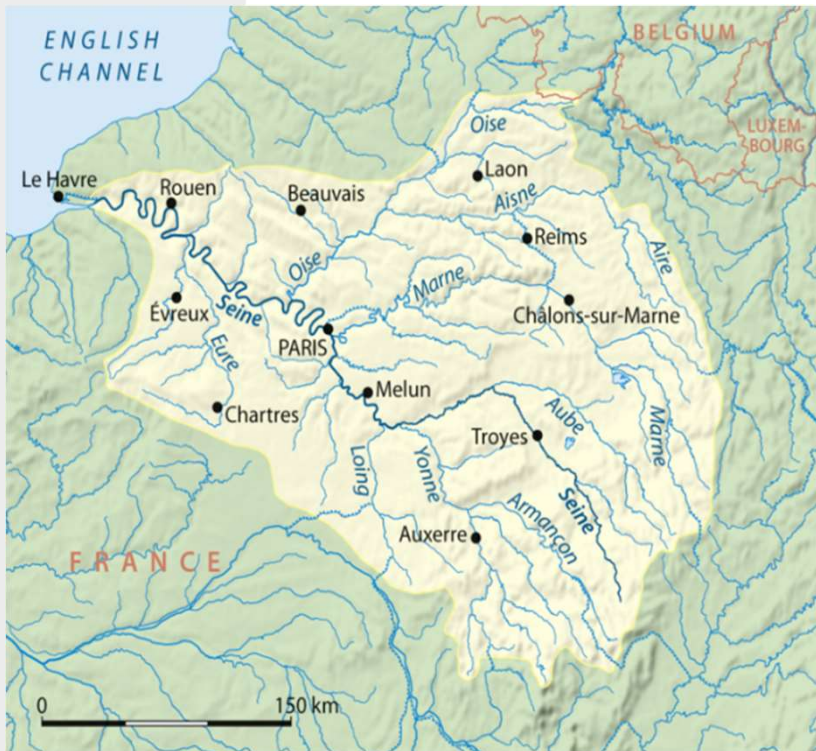 ENGLISH
CHANNEL
BELGIUM
LUXEM-
BOURG
Oise
Laon
Le Havre
Rouen
Beauvais
Aisne
Reims
Aire
Oise
Marne
Évreux
Seine
Châlons-sur-Marne
PARIS
Eure
Melun
Chartres
Aube
Marne
Troyes
Loing
Yonne
Seine
Armançon
Auxerre
FRANCE
0
150 km